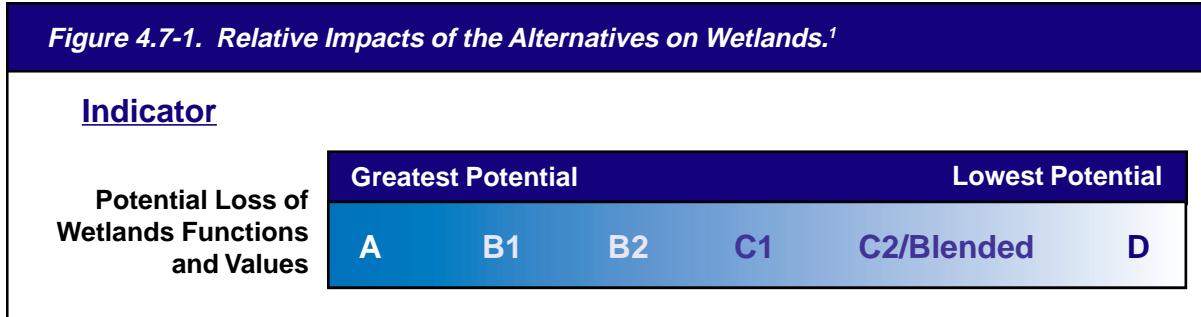 Figure 4.7-1. Relative Impacts of the Alternatives on Wetlands.¹
Indicator
Potential Loss of
Wetlands Functions
and Values
Greatest Potential Lowest Potential
A B1 B2 C1 C2/Blended D